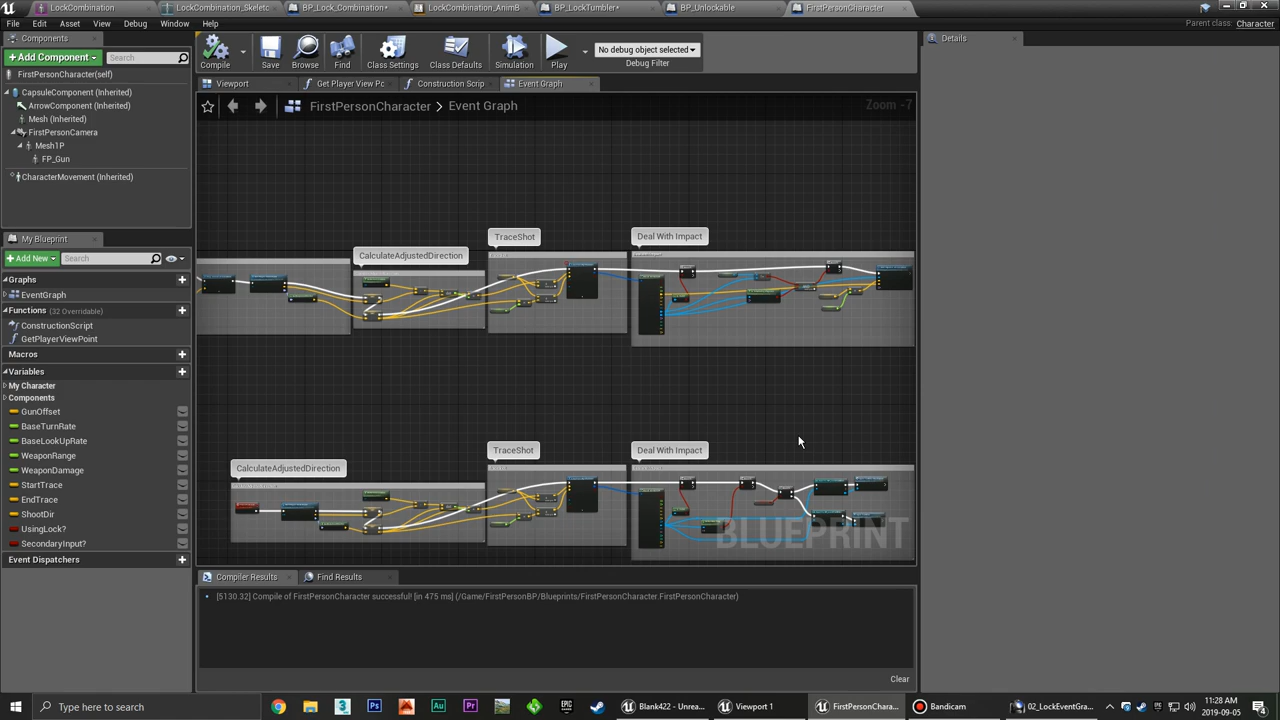 LockCombination
LockCombination_Skeletc
BP_Lock_Combination*
LockCombination_AnimB
BP_LockTumbler*
BP_Unlockable
FirstPersonCharacter
File
Edit
Asset
View
Debug
Window
Help
Parent class: Character
Components
+Add Component
Search
FirstPersonCharacter(self)
CapsuleComponent (Inherited)
ArrowComponent (Inherited)
Mesh (Inherited)
FirstPersonCamera
Mesh1P
FP_Gun
CharacterMovement (Inherited)
Compile
Save
Browse
Find
Class Settings
Class Defaults
Simulation
Play
No debug object selected
Debug Filter
Details
Viewport
Get Player View Pc
Construction Scrip
Event Graph
FirstPersonCharacter > Event Graph
Zoom -7
CalculateAdjustedDirection
TraceShot
Deal With Impact
CalculateAdjustedDirection
TraceShot
Deal With Impact
BLUEPRINT
My Blueprint
+Add New
Search
Graphs
EventGraph
Functions (32 Overridable)
ConstructionScript
GetPlayerViewPoint
Macros
Variables
My Character
Components
GunOffset
BaseTurnRate
BaseLookUpRate
WeaponRange
WeaponDamage
StartTrace
EndTrace
ShootDir
UsingLock?
SecondaryInput?
Event Dispatchers
Compiler Results
Find Results
[5130.32] Compile of FirstPersonCharacter successful! [in 475 ms] (/Game/FirstPersonBP/Blueprints/FirstPersonCharacter.FirstPersonCharacter)
Clear
Type here to search
Blank422 - Unrea...
Viewport 1
FirstPersonChara...
Bandicam
02_LockEventGra...
11:28 AM
2019-09-05